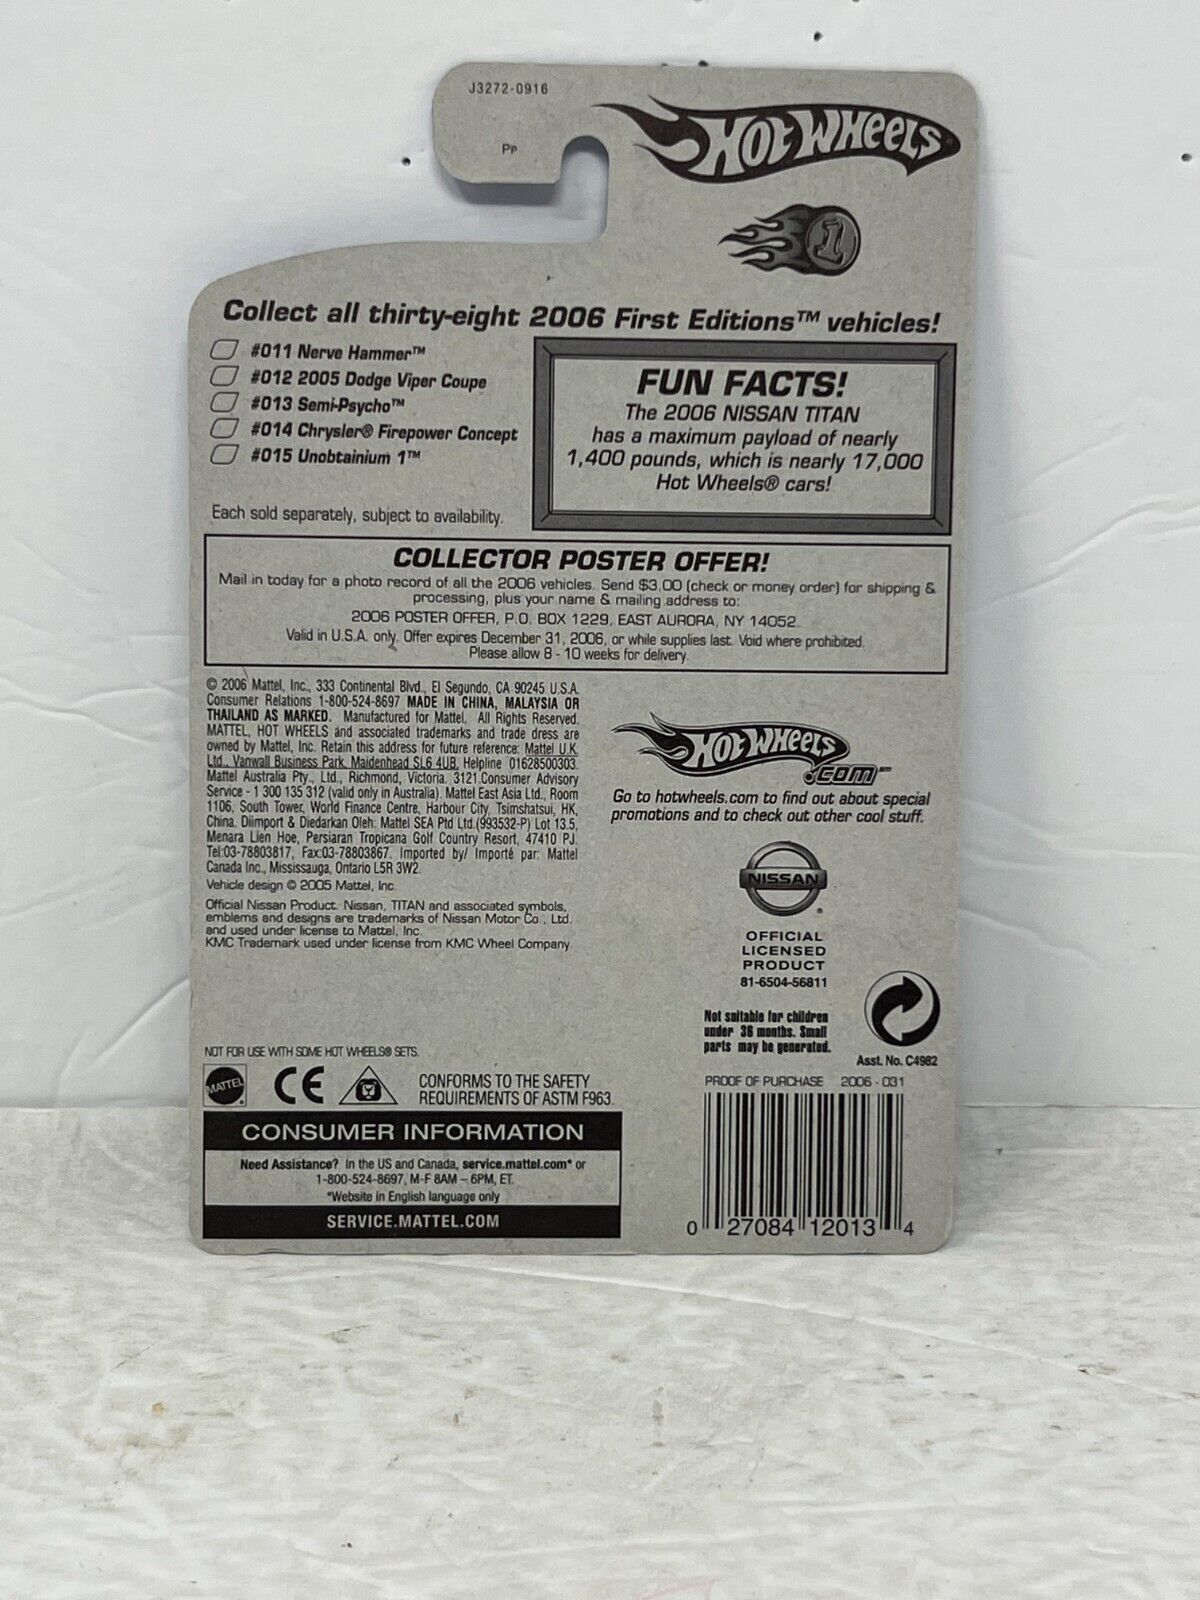 J3272-0916
Pp
HOT WHEELS
1
Collect all thirty-eight 2006 First Editions™ vehicles!
#011 Nerve Hammer™
#012 2005 Dodge Viper Coupe
#013 Semi-Psycho™
#014 Chrysler® Firepower Concept
#015 Unobtainium 1™
Each sold separately, subject to availability.
FUN FACTS!
The 2006 NISSAN TITAN
has a maximum payload of nearly
1,400 pounds, which is nearly 17,000
Hot Wheels® cars!
COLLECTOR POSTER OFFER!
Mail in today for a photo record of all the 2006 vehicles. Send $3.00 (check or money order) for shipping &
processing, plus your name & mailing address to:
2006 POSTER OFFER, P.O. BOX 1229, EAST AURORA, NY 14052.
Valid in U.S.A. only. Offer expires December 31, 2006, or while supplies last. Void where prohibited.
Please allow 8 - 10 weeks for delivery.
© 2006 Mattel, Inc., 333 Continental Blvd., El Segundo, CA 90245 U.S.A.
Consumer Relations 1-800-524-8697 MADE IN CHINA, MALAYSIA OR
THAILAND AS MARKED. Manufactured for Mattel. All Rights Reserved.
MATTEL, HOT WHEELS and associated trademarks and trade dress are
owned by Mattel, Inc. Retain this address for future reference: Mattel U.K.
Ltd., Vanwall Business Park, Maidenhead SL6 4UB. Helpline 01628500303.
Mattel Australia Pty., Ltd., Richmond, Victoria. 3121.Consumer Advisory
Service - 1 300 135 312 (valid only in Australia). Mattel East Asia Ltd., Room
1106, South Tower, World Finance Centre, Harbour City, Tsimshatsui, HK,
China. Diimport & Diedarkan Oleh: Mattel SEA Ptd Ltd.(993532-P) Lot 13.5,
Menara Lien Hoe, Persiaran Tropicana Golf Country Resort, 47410 PJ.
Tel:03-78803817, Fax:03-78803867. Imported by/ Importé par: Mattel
Canada Inc., Mississauga, Ontario L5R 3W2.
Vehicle design © 2005 Mattel, Inc.
Official Nissan Product. Nissan, TITAN and associated symbols,
emblems and designs are trademarks of Nissan Motor Co., Ltd.
and used under license to Mattel, Inc.
KMC Trademark used under license from KMC Wheel Company.
HOT WHEELS
.COM
Go to hotwheels.com to find out about special
promotions and to check out other cool stuff.
NISSAN
OFFICIAL
LICENSED
PRODUCT
81-6504-56811
Not suitable for children
under 36 months. Small
parts may be generated.
Asst. No. C4982
NOT FOR USE WITH SOME HOT WHEELS® SETS.
MATTEL
CE
CONFORMS TO THE SAFETY
REQUIREMENTS OF ASTM F963.
CONSUMER INFORMATION
Need Assistance? In the US and Canada, service.mattel.com* or
1-800-524-8697, M-F 8AM – 6PM, ET.
*Website in English language only
SERVICE.MATTEL.COM
PROOF OF PURCHASE 2006 - 031
0 27084 12013 4